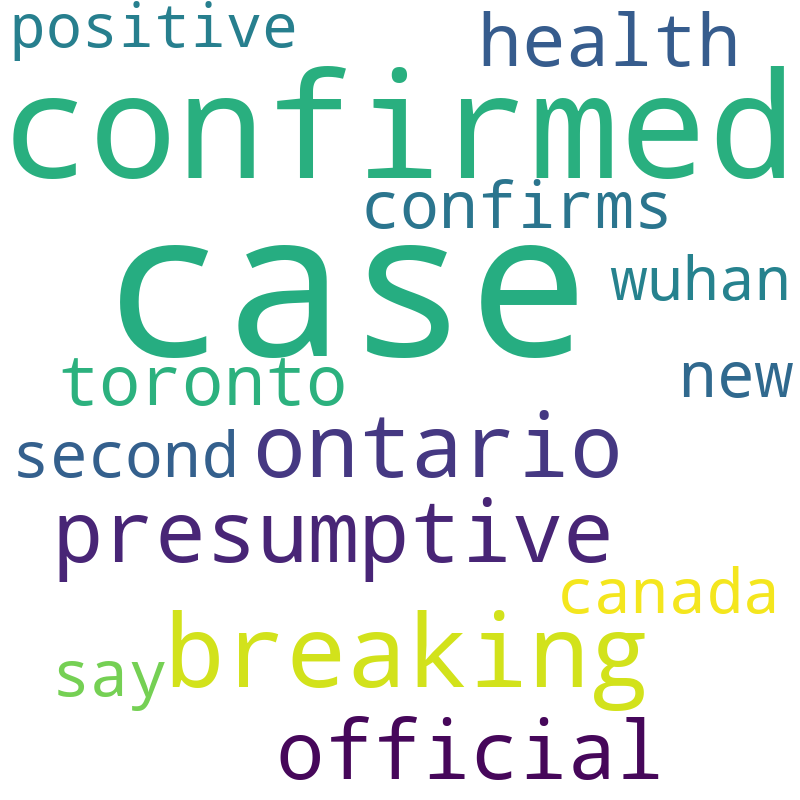 positive health
confirmed
confirms
case
wuhan
toronto
new
second ontario
presumptive
canada
breaking
say
official